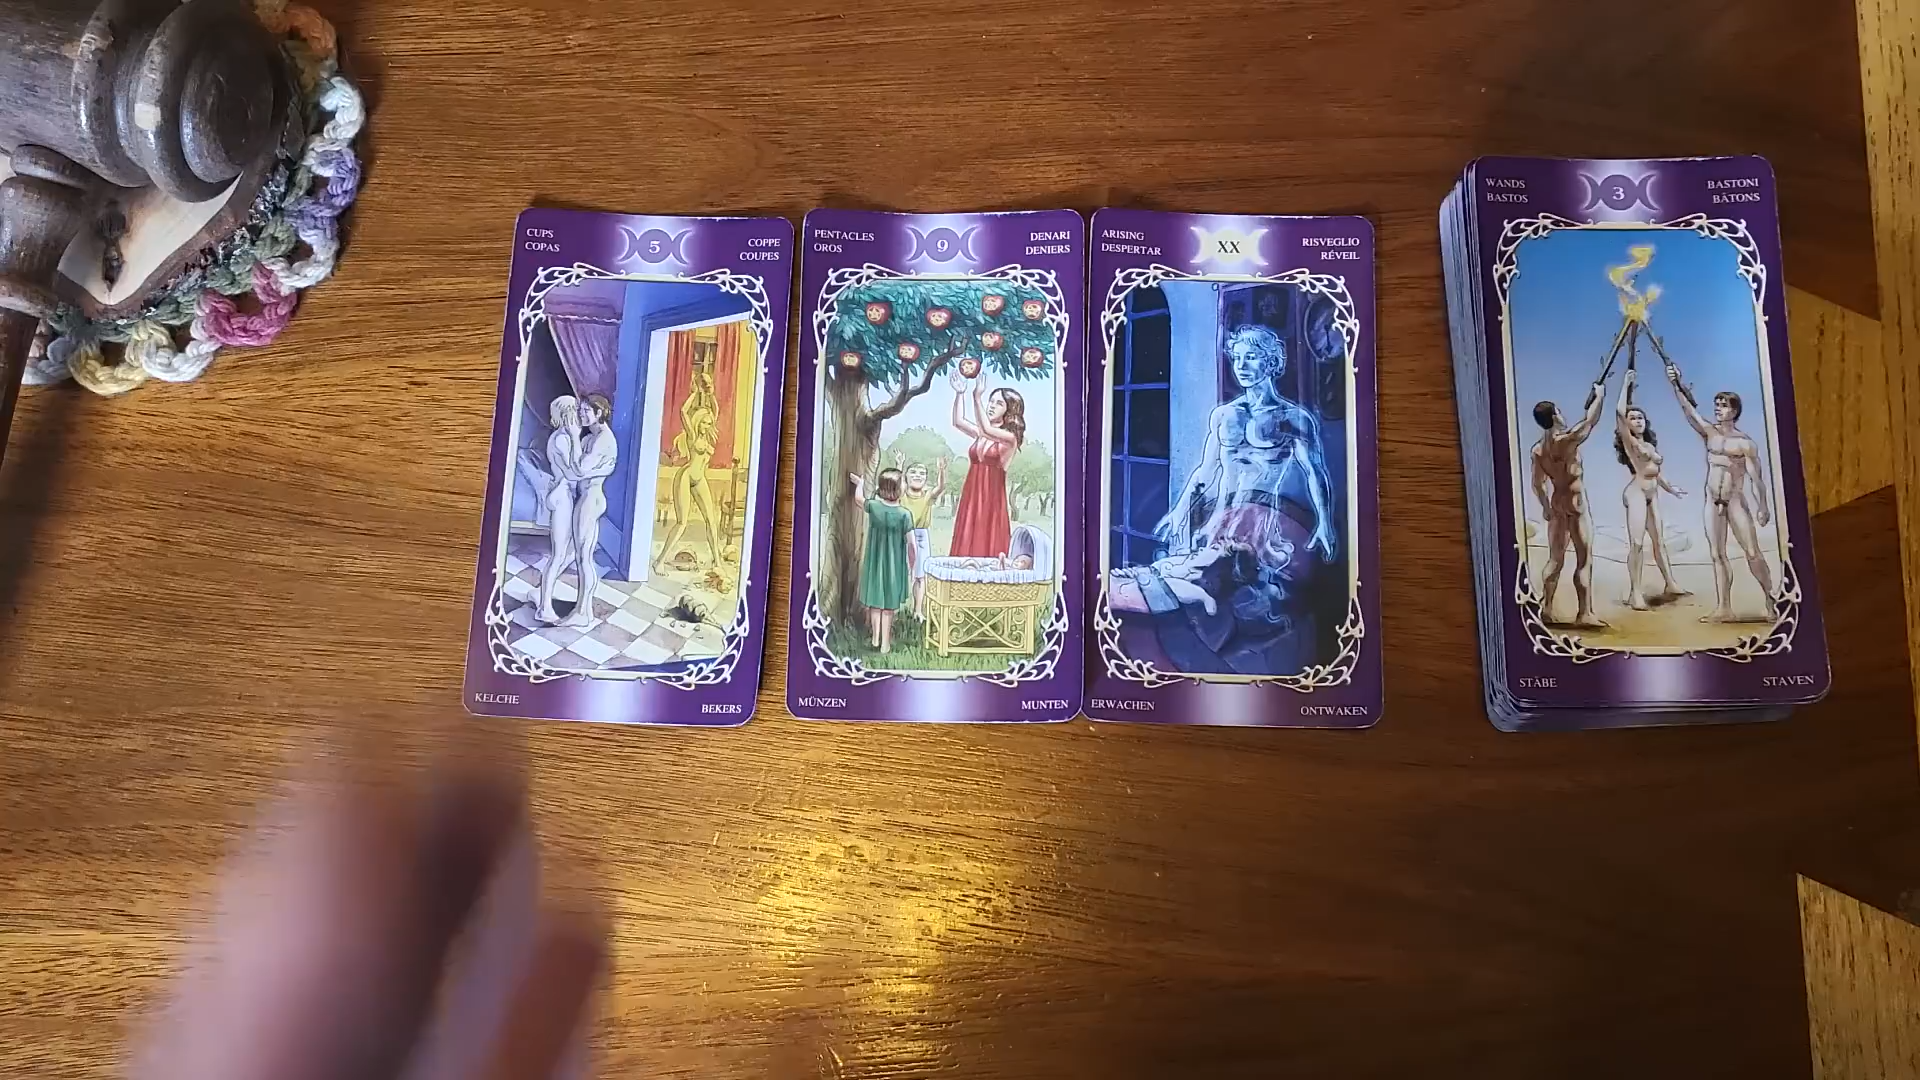 CUPS
COPAS
5
COPPE
COUPES
KELCHE
BEKERS
PENTACLES
OROS
9
DENARI
DENIERS
MÜNZEN
MUNTEN
ARISING
DESPERTAR
XX
RISVEGLIO
RÉVEIL
ERWACHEN
ONTWAKEN
WANDS
BASTOS
3
BASTONI
BÂTONS
STÄBE
STAVEN